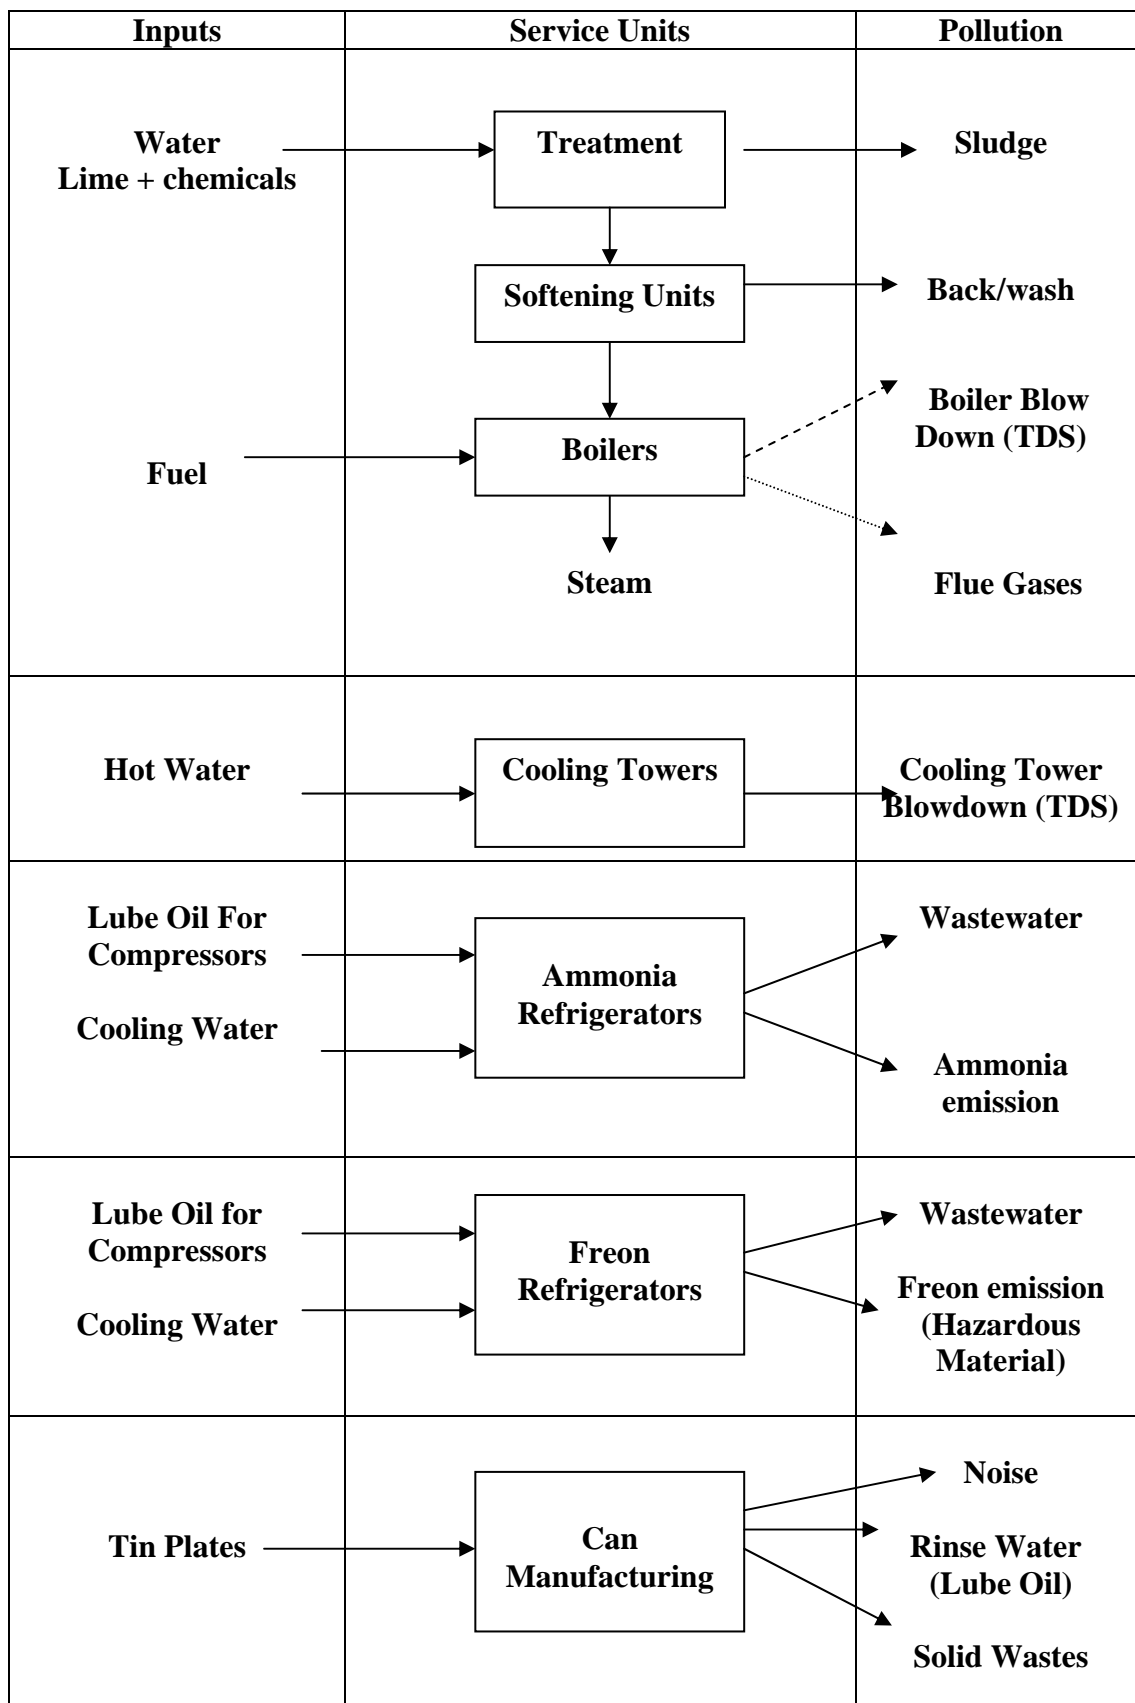 Inputs
Service Units
Pollution
Water
Lime + chemicals
Treatment
Sludge
Softening Units
Back/wash
Fuel
Boilers
Boiler Blow
Down (TDS)
Steam
Flue Gases
Hot Water
Cooling Towers
Cooling Tower
Blowdown (TDS)
Lube Oil For
Compressors
Cooling Water
Ammonia
Refrigerators
Wastewater
Ammonia
emission
Lube Oil for
Compressors
Cooling Water
Freon
Refrigerators
Wastewater
Freon emission
(Hazardous
Material)
Tin Plates
Can
Manufacturing
Noise
Rinse Water
(Lube Oil)
Solid Wastes